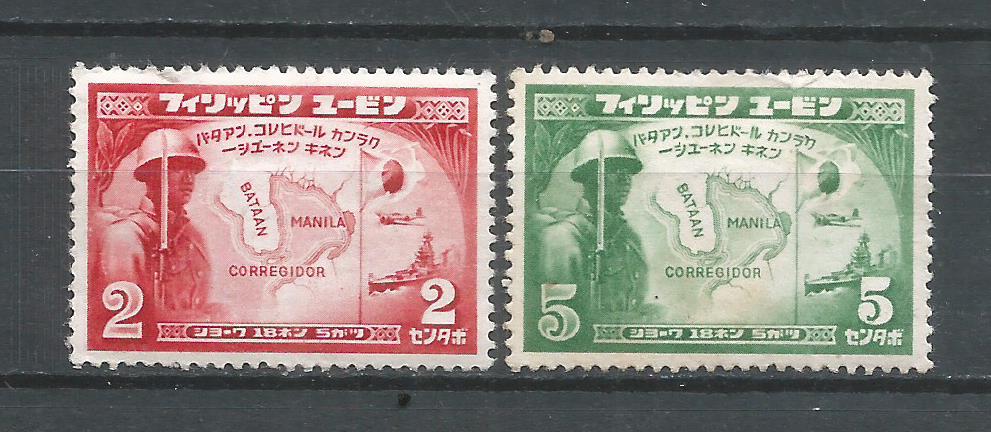 フィリッピン ユービン
バタアン、コレヒドール カンラク
一シユーネン キネン
BATAAN
MANILA
CORREGIDOR
2 2
シヨーワ 18ネン 5ガツ
センタボ
フィリッピン ユービン
バタアン、コレヒドール カンラク
一シユーネン キネン
BATAAN
MANILA
CORREGIDOR
5 5
シヨーワ 18ネン 5ガツ
センタボ